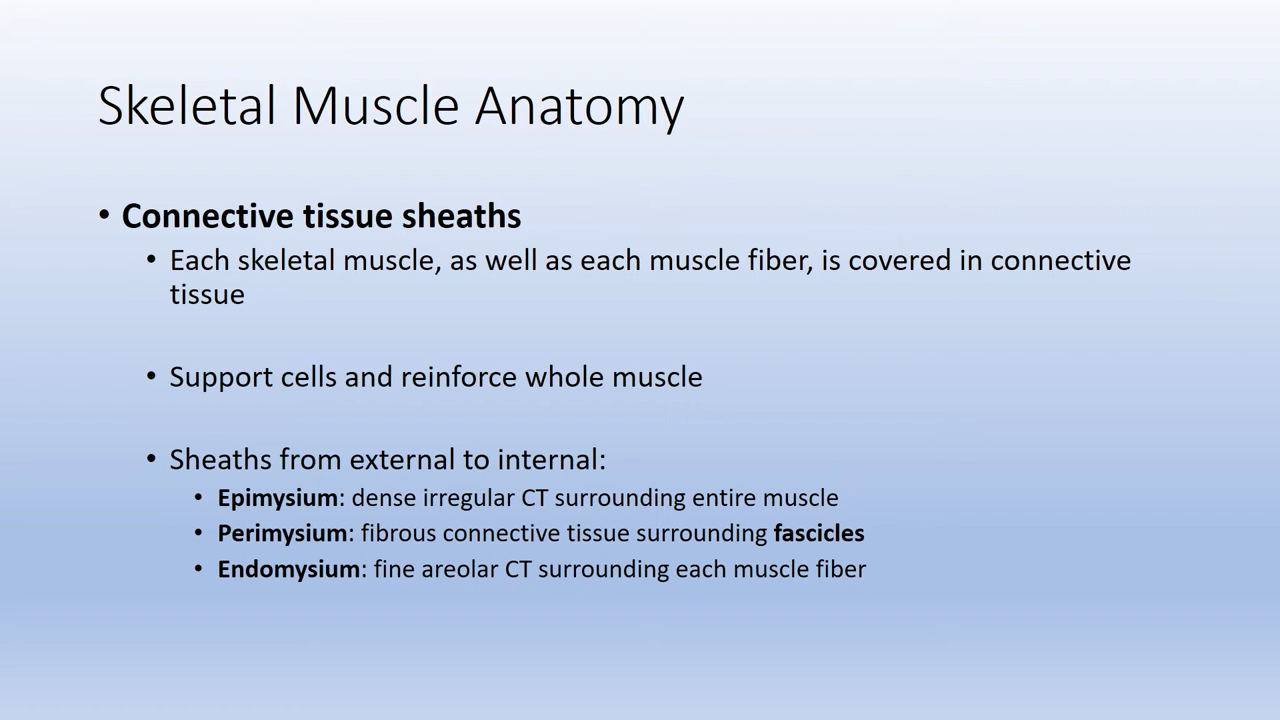 Skeletal Muscle Anatomy
• Connective tissue sheaths
• Each skeletal muscle, as well as each muscle fiber, is covered in connective
tissue
• Support cells and reinforce whole muscle
• Sheaths from external to internal:
• Epimysium: dense irregular CT surrounding entire muscle
• Perimysium: fibrous connective tissue surrounding fascicles
• Endomysium: fine areolar CT surrounding each muscle fiber